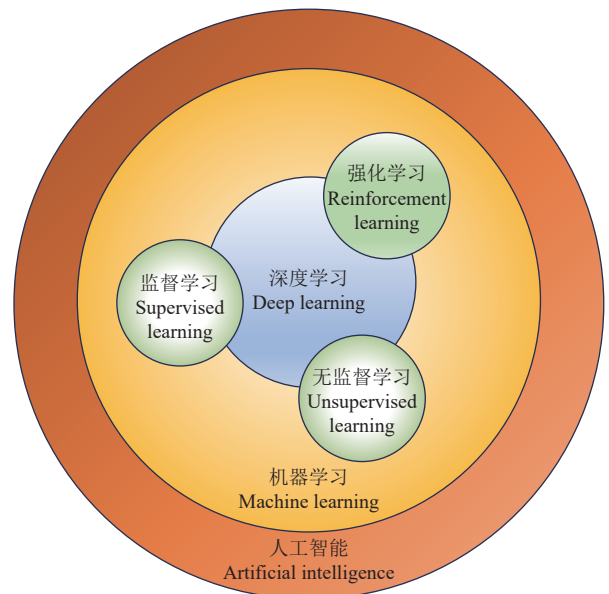 强化学习
Reinforcement
learning
监督学习
Supervised
learning
深度学习
Deep learning
无监督学习
Unsupervised
learning
机器学习
Machine learning
人工智能
Artificial intelligence